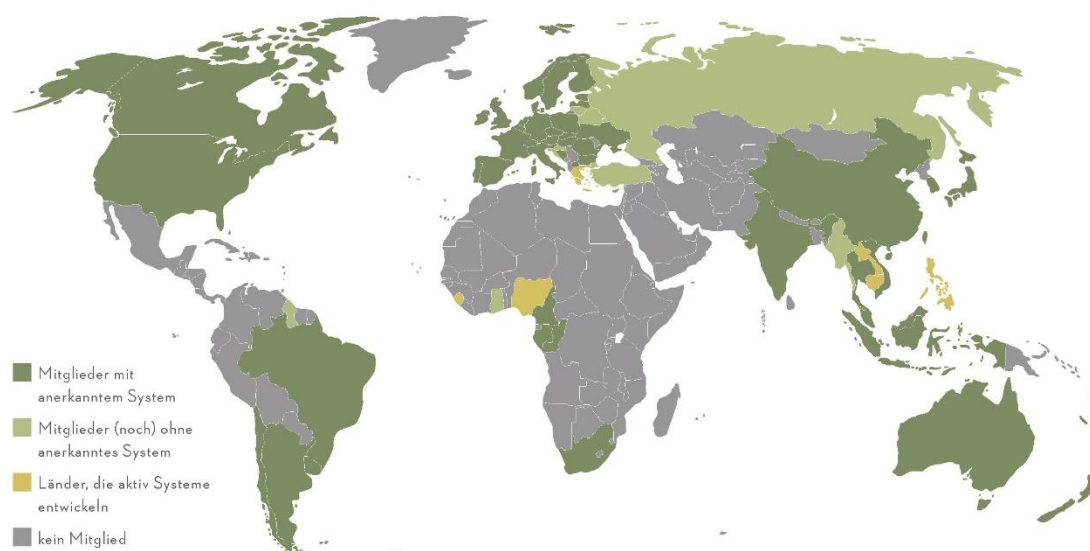 Mitglieder mit
anerkanntem System
Mitglieder (noch) ohne
anerkanntes System
Länder, die aktiv Systeme
entwickeln
kein Mitglied